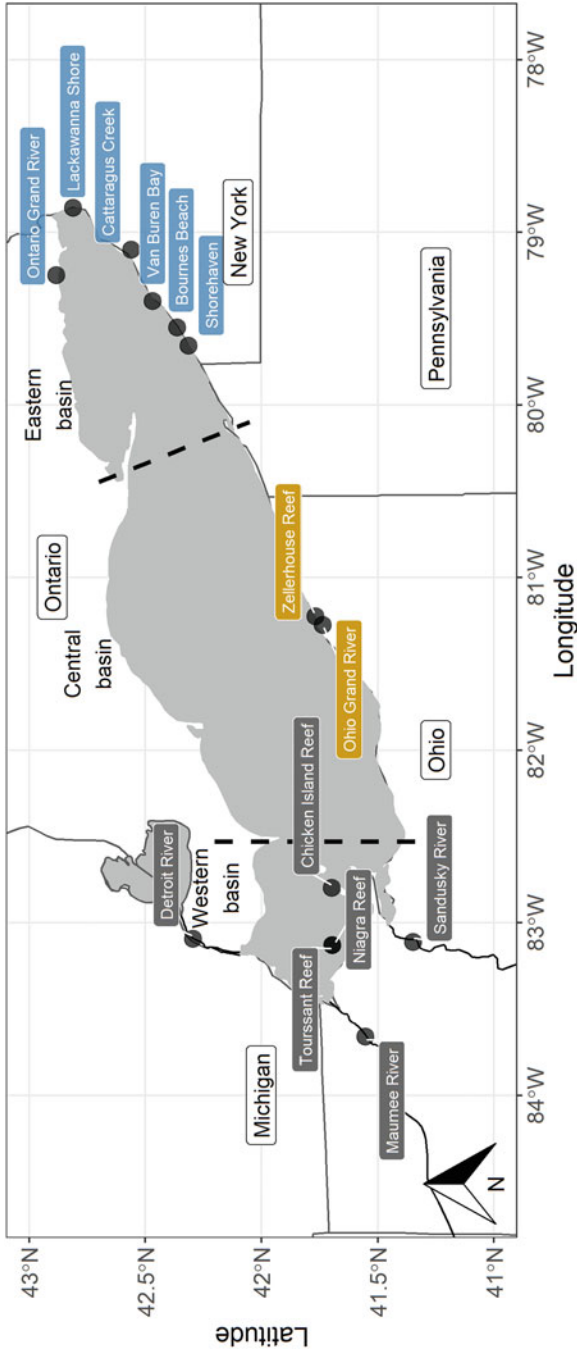 Latitude
43°N
42.5°N
42°N
41.5°N
41°N
Ontario Grand River
Lackawanna Shore
Cattaragus Creek
Van Buren Bay
Bournes Beach
Shorehaven
New York
Pennsylvania
Eastern
basin
Ontario
Central
basin
Zellerhouse Reef
Ohio Grand River
Ohio
Detroit River
Western
basin
Chicken Island Reef
Tourssant Reef
Niagra Reef
Sandusky River
Maumee River
Michigan
N
84°W
83°W
82°W
81°W
80°W
79°W
78°W
Longitude